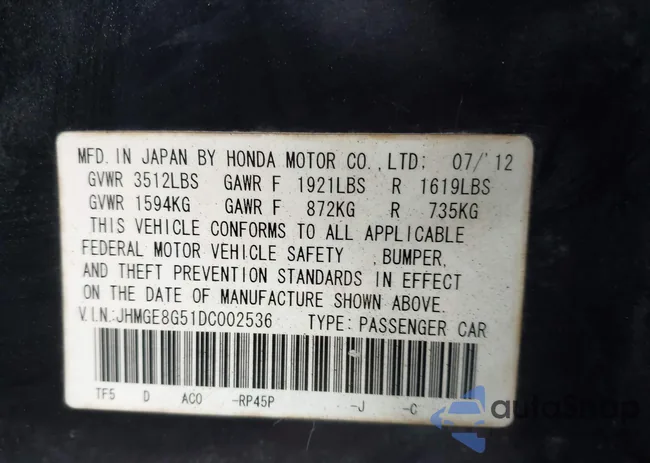 MFD. IN JAPAN BY HONDA MOTOR CO., LTD: 07/'12
GVWR 3512LBS GAWR F 1921LBS R 1619LBS
GVWR 1594KG GAWR F 872KG R 735KG
THIS VEHICLE CONFORMS TO ALL APPLICABLE
FEDERAL MOTOR VEHICLE SAFETY ,BUMPER,
AND THEFT PREVENTION STANDARDS IN EFFECT
ON THE DATE OF MANUFACTURE SHOWN ABOVE.
V.I.N.:JHMGE8G51DC002536 TYPE: PASSENGER CAR
TF5 D AC0 -RP45P -J -C